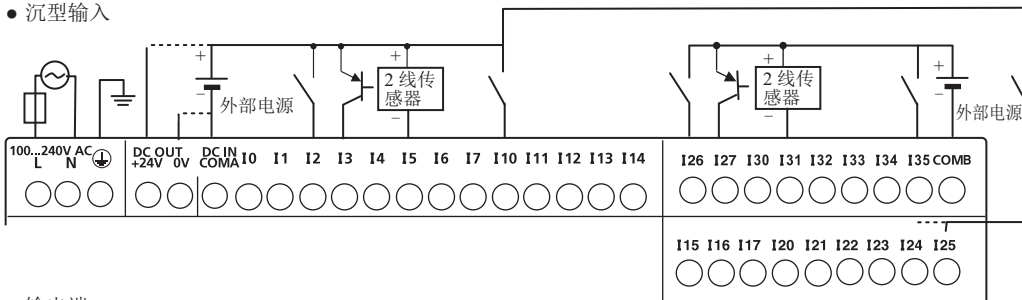 ● 沉型输入
+
−
外部电源
+
2 线传
感器
−
+
2 线传
感器
−
+
−
外部电源
100...240V AC
L N
DC OUT
+24V 0V
DC IN
COMA
I0 I1 I2 I3 I4 I5 I6 I7 I10 I11 I12 I13 I14
I26 I27 I30 I31 I32 I33 I34 I35 COMB
I15 I16 I17 I20 I21 I22 I23 I24 I25